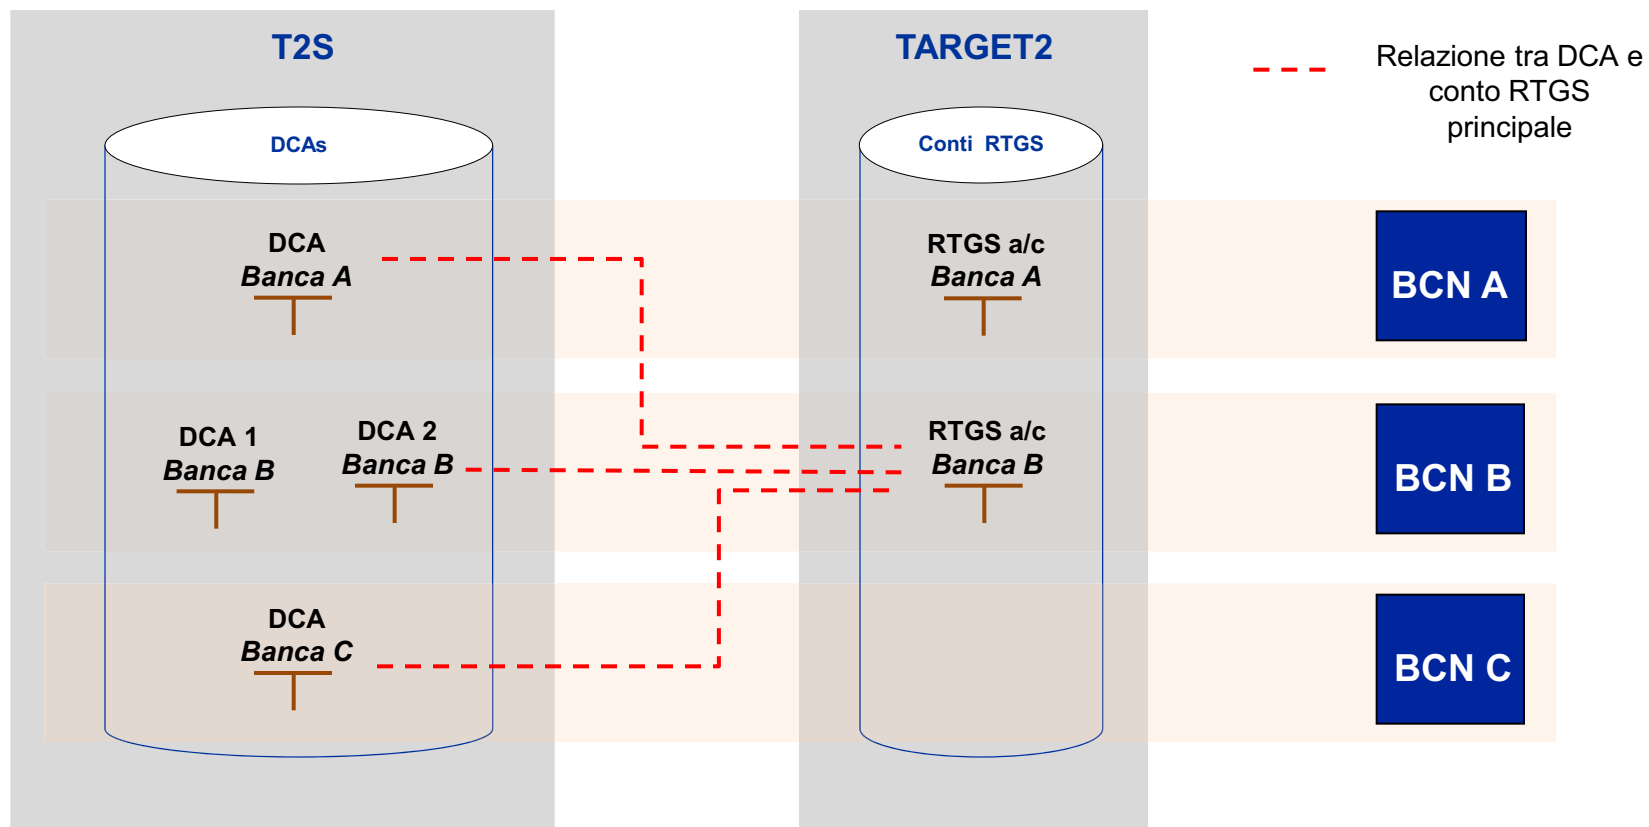 T2S
TARGET2
Relazione tra DCA e
conto RTGS
principale
DCAs
Conti RTGS
DCA
Banca A
RTGS a/c
Banca A
BCN A
DCA 1
Banca B
DCA 2
Banca B
RTGS a/c
Banca B
BCN B
DCA
Banca C
BCN C